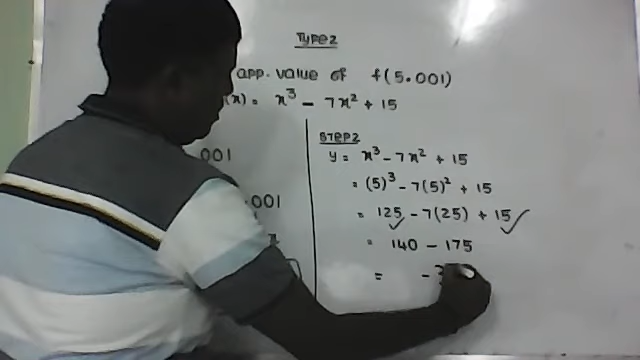 Type2
app. value of f(5.001)
(x) = x³ - 7x² + 15
.001
.001
Step2
y = x³ - 7x² + 15
= (5)³ - 7(5)² + 15
= 125 - 7(25) + 15
= 140 - 175
= - 3